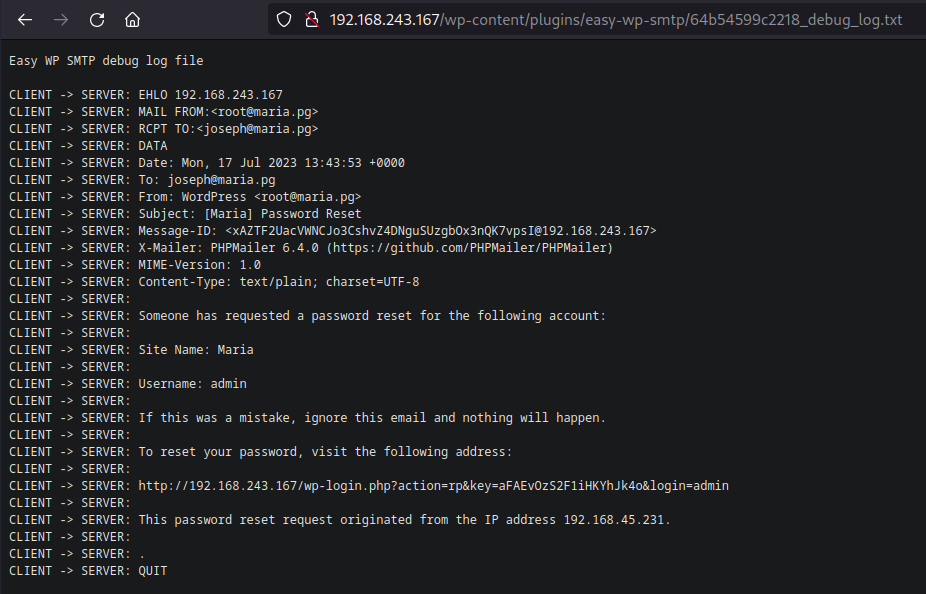 192.168.243.167/wp-content/plugins/easy-wp-smtp/64b54599c2218_debug_log.txt
Easy WP SMTP debug log file
CLIENT -> SERVER: EHLO 192.168.243.167
CLIENT -> SERVER: MAIL FROM:<root@maria.pg>
CLIENT -> SERVER: RCPT TO:<joseph@maria.pg>
CLIENT -> SERVER: DATA
CLIENT -> SERVER: Date: Mon, 17 Jul 2023 13:43:53 +0000
CLIENT -> SERVER: To: joseph@maria.pg
CLIENT -> SERVER: From: WordPress <root@maria.pg>
CLIENT -> SERVER: Subject: [Maria] Password Reset
CLIENT -> SERVER: Message-ID: <xAZTF2UacVWNCJo3CshvZ4DNguSUzgbOx3nQK7vpsI@192.168.243.167>
CLIENT -> SERVER: X-Mailer: PHPMailer 6.4.0 (https://github.com/PHPMailer/PHPMailer)
CLIENT -> SERVER: MIME-Version: 1.0
CLIENT -> SERVER: Content-Type: text/plain; charset=UTF-8
CLIENT -> SERVER:
CLIENT -> SERVER: Someone has requested a password reset for the following account:
CLIENT -> SERVER:
CLIENT -> SERVER: Site Name: Maria
CLIENT -> SERVER:
CLIENT -> SERVER: Username: admin
CLIENT -> SERVER:
CLIENT -> SERVER: If this was a mistake, ignore this email and nothing will happen.
CLIENT -> SERVER:
CLIENT -> SERVER: To reset your password, visit the following address:
CLIENT -> SERVER:
CLIENT -> SERVER: http://192.168.243.167/wp-login.php?action=rp&key=aFAEvOzS2F1iHKYhJk4o&login=admin
CLIENT -> SERVER:
CLIENT -> SERVER: This password reset request originated from the IP address 192.168.45.231.
CLIENT -> SERVER:
CLIENT -> SERVER: .
CLIENT -> SERVER: QUIT